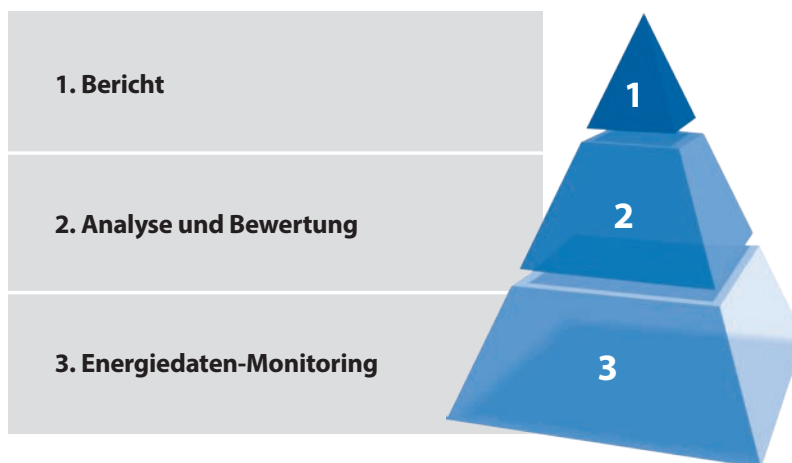 1. Bericht
1
2. Analyse und Bewertung
2
3. Energiedaten-Monitoring
3